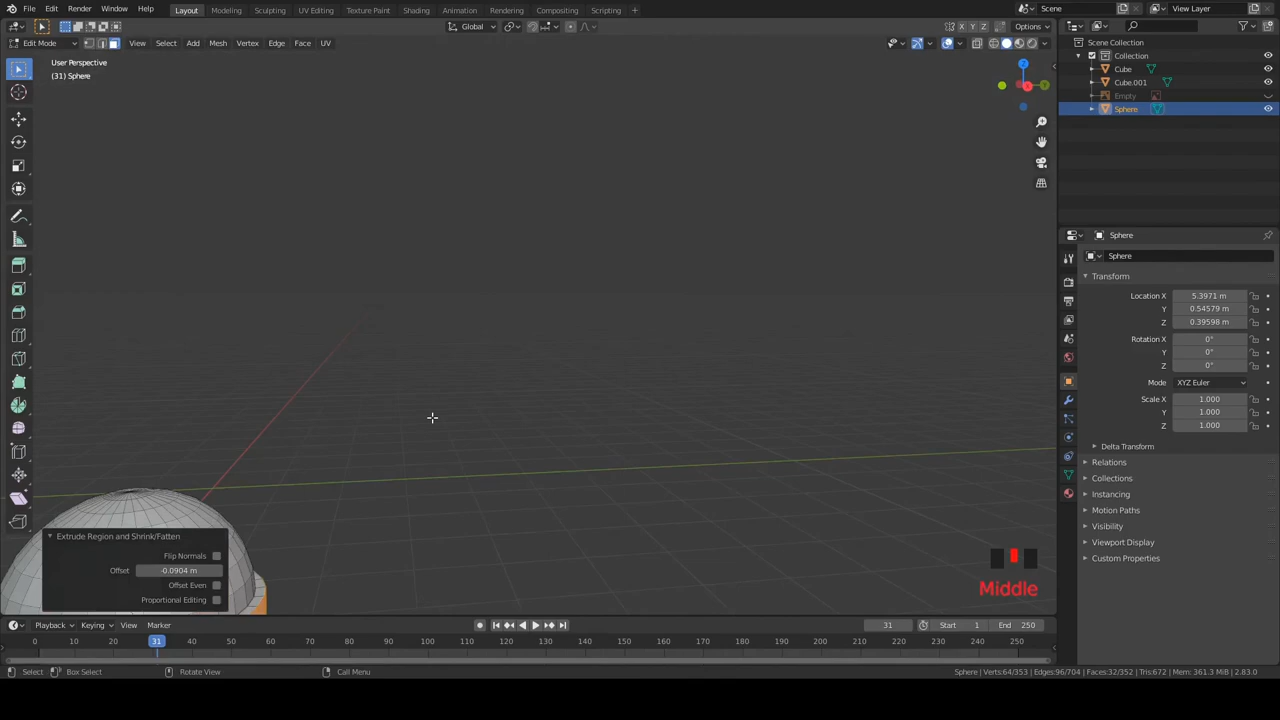 File Edit Render Window Help Layout Modeling Sculpting UV Editing Texture Paint Shading Animation Rendering Compositing Scripting + Scene View Layer
Global X Y Z Options
Edit Mode View Select Add Mesh Vertex Edge Face UV
User Perspective
(31) Sphere
Z
Scene Collection
Collection
Cube
Cube.001
Empty
Sphere
Sphere
Sphere
Transform
Location X 5.3971 m
Y 0.54579 m
Z 0.39598 m
Rotation X 0°
Y 0°
Z 0°
Mode XYZ Euler
Scale X 1.000
Y 1.000
Z 1.000
Delta Transform
Relations
Collections
Instancing
Motion Paths
Visibility
Viewport Display
Custom Properties
Extrude Region and Shrink/Fatten
Flip Normals
Offset -0.0904 m
Offset Even
Proportional Editing
Middle
Playback Keying View Marker 31 Start 1 End 250
0 10 20 31 40 50 60 70 80 90 100 110 120 130 140 150 160 170 180 190 200 210 220 230 240 250
Select Box Select Rotate View Call Menu Sphere | Verts:64/353 | Edges:96/704 | Faces:32/352 | Tris:672 | Mem: 361.3 MiB | 2.83.0